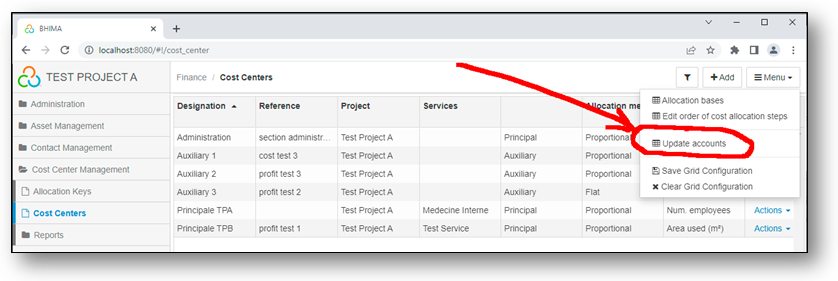 BHIMA
localhost:8080/#!/cost_center
TEST PROJECT A
Finance / Cost Centers
Add
Menu
Administration
Asset Management
Contact Management
Cost Center Management
Allocation Keys
Cost Centers
Reports
Designation Reference Project Services Allocation me
Administration section administr... Test Project A Principal Proportional
Auxiliary 1 cost test 3 Test Project A Auxiliary Proportional
Auxiliary 2 profit test 3 Test Project A Auxiliary Proportional
Auxiliary 3 profit test 2 Test Project A Auxiliary Flat
Principale TPA Test Project A Medecine Interne Principal Proportional Num. employees Actions
Principale TPB profit test 1 Test Project A Test Service Principal Proportional Area used (m²) Actions
Allocation bases
Edit order of cost allocation steps
Update accounts
Save Grid Configuration
Clear Grid Configuration